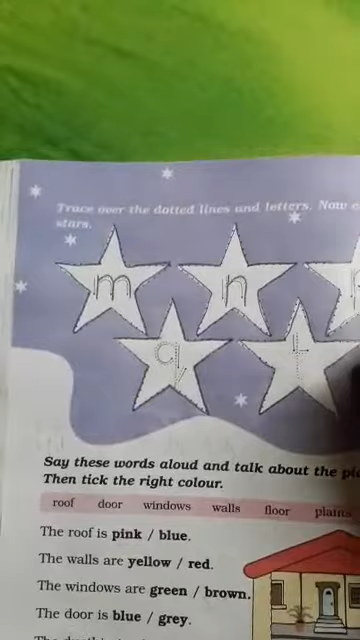 Trace over the dotted lines and letters. Now
stars.
m n
q t
Say these words aloud and talk about the
Then tick the right colour.
roof door windows walls floor plants
The roof is pink / blue.
The walls are yellow / red.
The windows are green / brown.
The door is blue / grey.